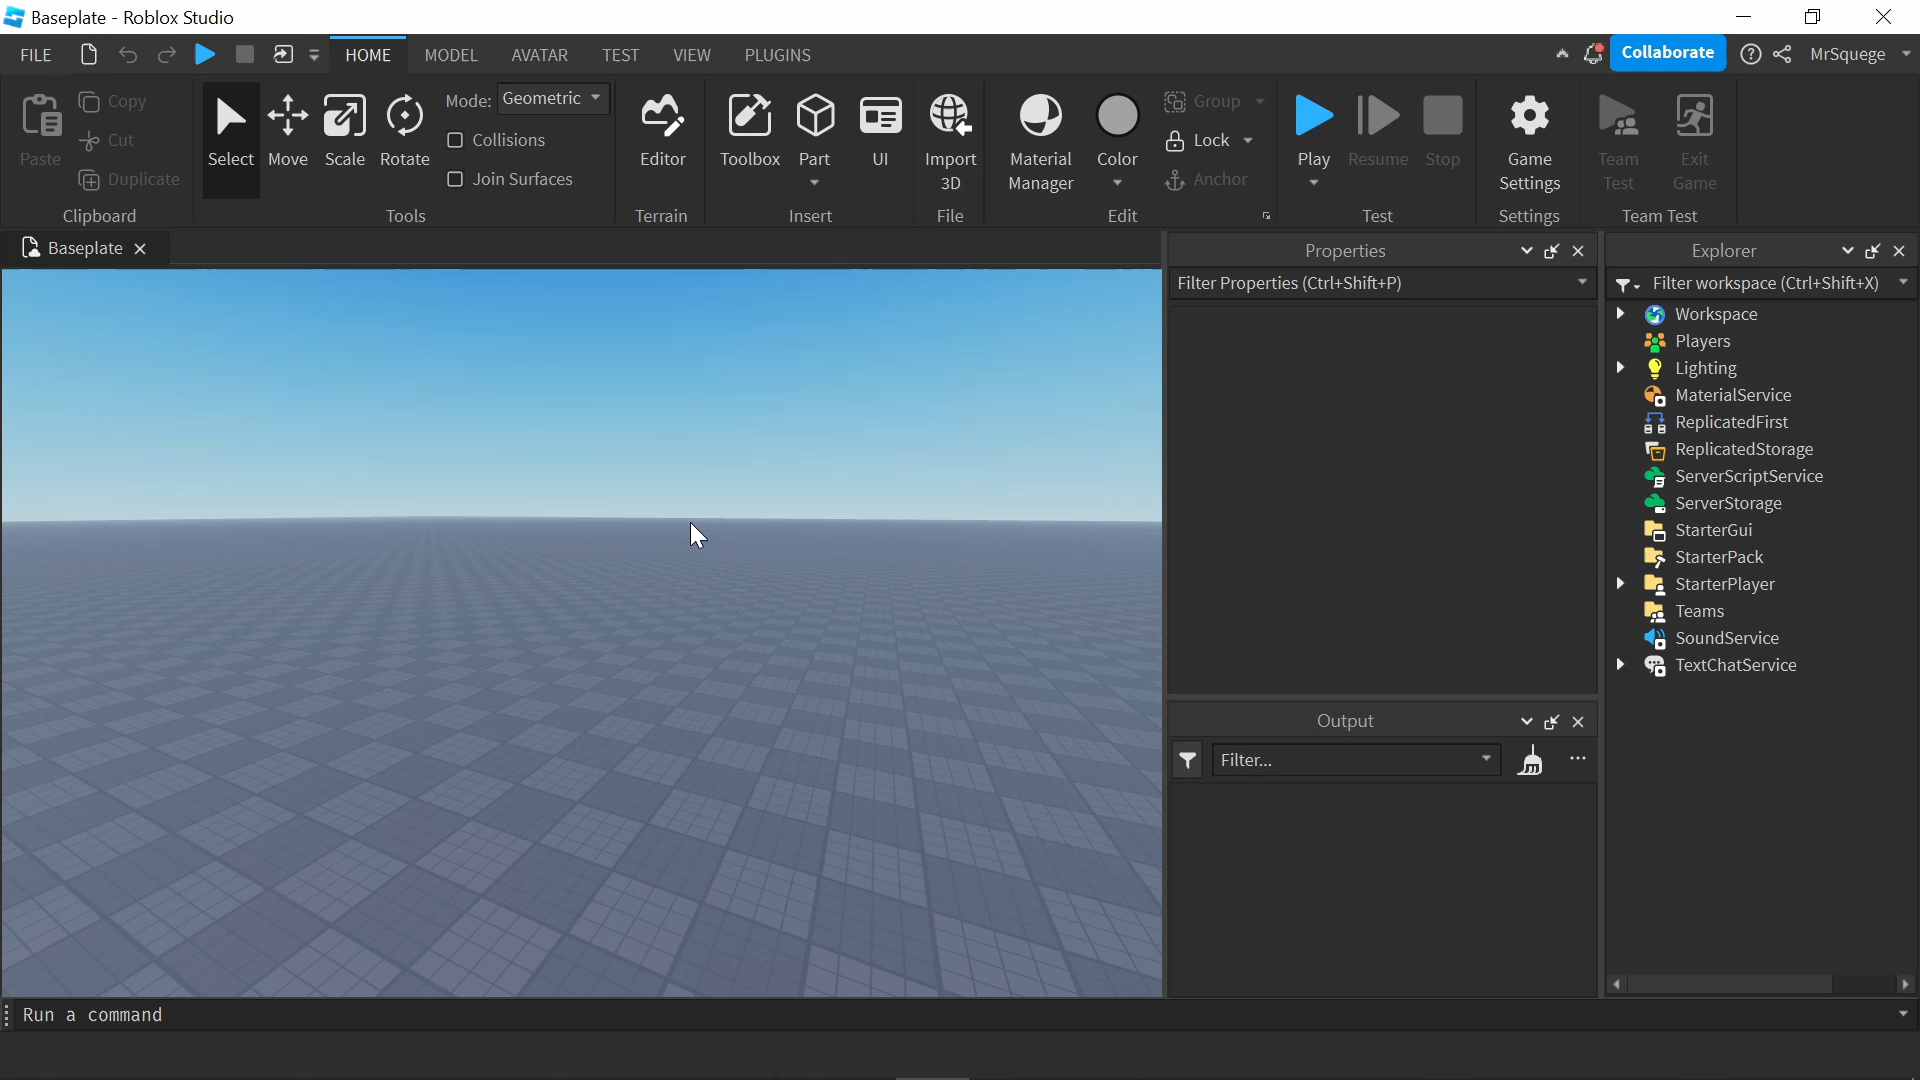 Baseplate - Roblox Studio
FILE HOME MODEL AVATAR TEST VIEW PLUGINS Collaborate MrSquege
Paste Copy Cut Duplicate
Clipboard
Select Move Scale Rotate Mode: Geometric
Collisions
Join Surfaces
Tools
Editor
Terrain
Toolbox Part UI
Insert
Import 3D
File
Material Manager Color Group Lock Anchor
Edit
Play Resume Stop
Test
Game Settings
Settings
Team Test Exit Game
Team Test
Baseplate
Properties
Filter Properties (Ctrl+Shift+P)
Output
Filter...
Explorer
Filter workspace (Ctrl+Shift+X)
Workspace
Players
Lighting
MaterialService
ReplicatedFirst
ReplicatedStorage
ServerScriptService
ServerStorage
StarterGui
StarterPack
StarterPlayer
Teams
SoundService
TextChatService
Run a command